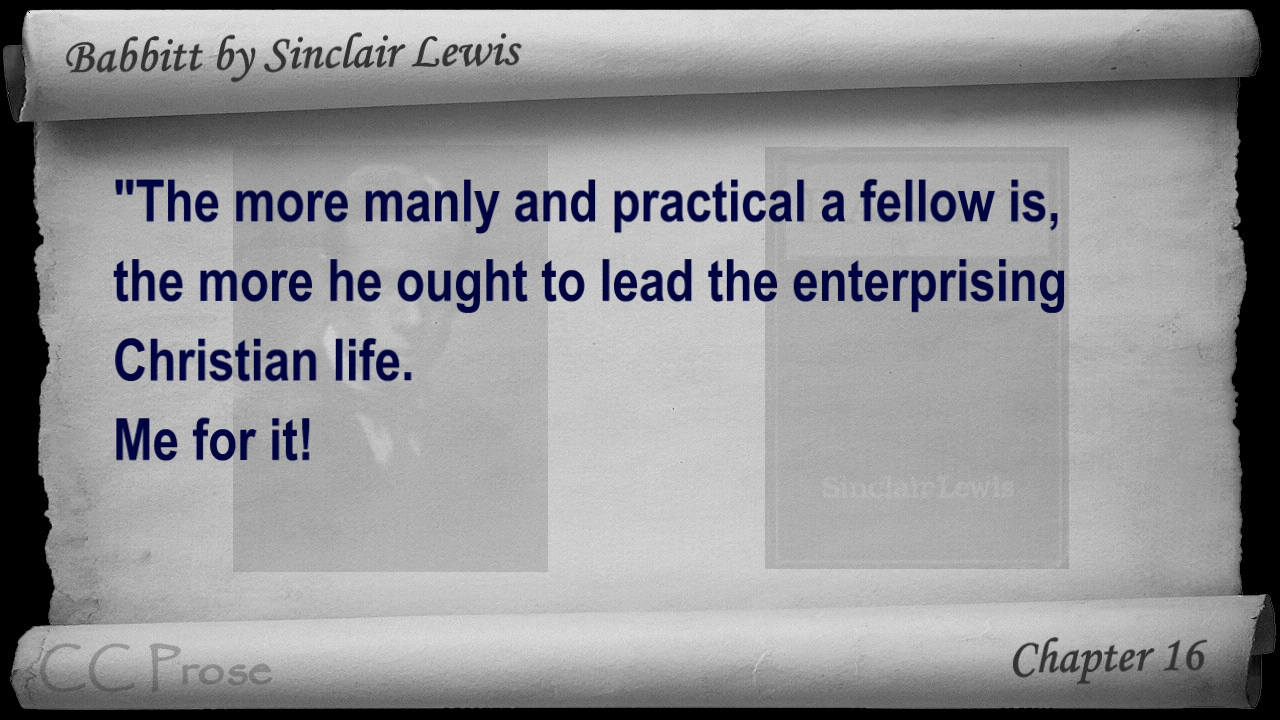 Babbitt by Sinclair Lewis
"The more manly and practical a fellow is,
the more he ought to lead the enterprising
Christian life.
Me for it!
Sinclair Lewis
CC Prose
Chapter 16